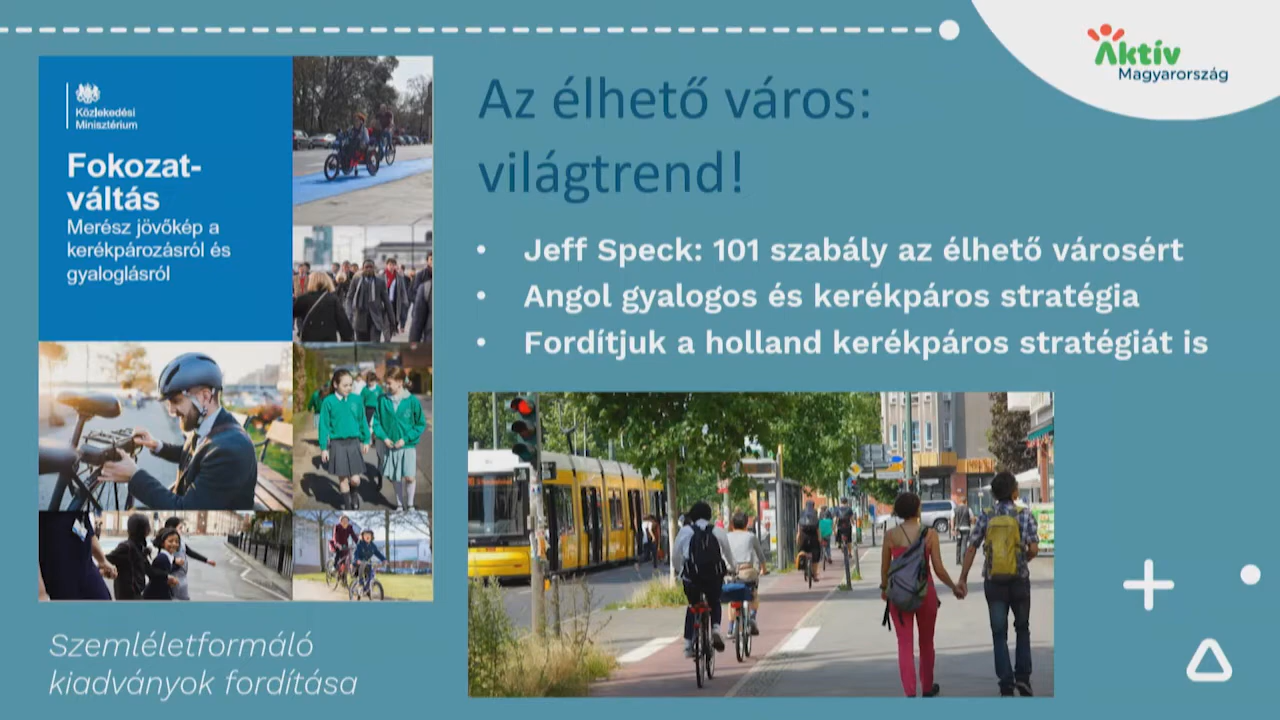 Aktív
Magyarország
Közlekedési
Minisztérium
Fokozat-
váltás
Merész jövőkép a
kerékpározásról és
gyaloglásról
Az élhető város:
világtrend!
• Jeff Speck: 101 szabály az élhető városért
• Angol gyalogos és kerékpáros stratégia
• Fordítjuk a holland kerékpáros stratégiát is
Szemléletformáló
kiadványok fordítása